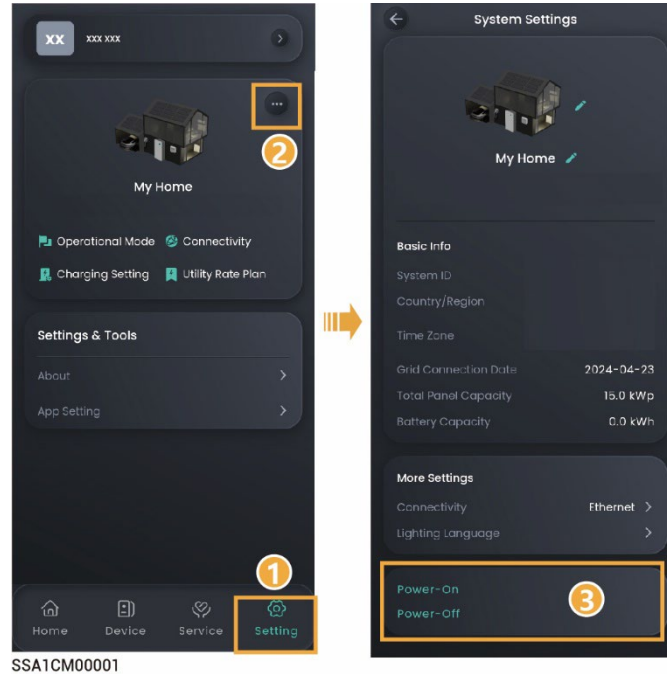 XX xxx xxx
2
My Home
Operational Mode Connectivity
Charging Setting Utility Rate Plan
Settings & Tools
About
App Setting
1
Home Device Service Setting
System Settings
My Home
Basic Info
System ID
Country/Region
Time Zone
Grid Connection Date 2024-04-23
Total Panel Capacity 15.0 kWp
Battery Capacity 0.0 kWh
More Settings
Connectivity Ethernet
Lighting Language
Power-On
3
Power-Off
SSA1CM00001